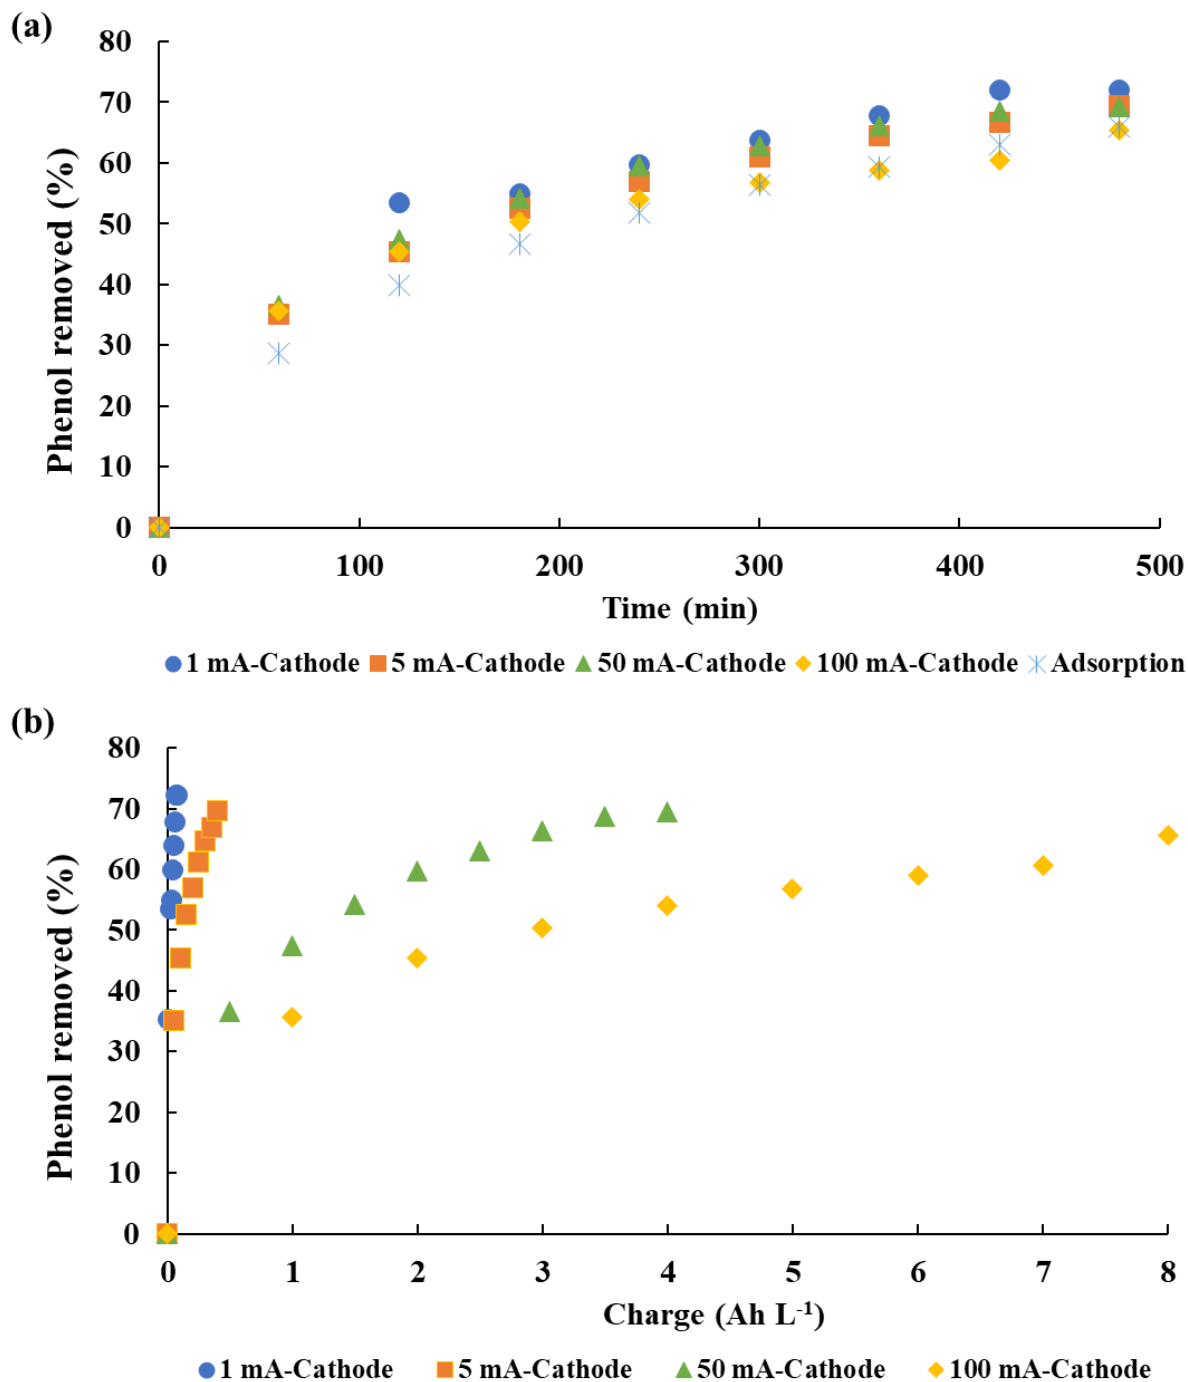 (a)
Phenol removed (%)
80
70
60
50
40
30
20
10
0
0 100 200 300 400 500
Time (min)
1 mA-Cathode 5 mA-Cathode 50 mA-Cathode 100 mA-Cathode Adsorption
(b)
Phenol removed (%)
80
70
60
50
40
30
20
10
0
0 1 2 3 4 5 6 7 8
Charge (Ah L⁻¹)
1 mA-Cathode 5 mA-Cathode 50 mA-Cathode 100 mA-Cathode